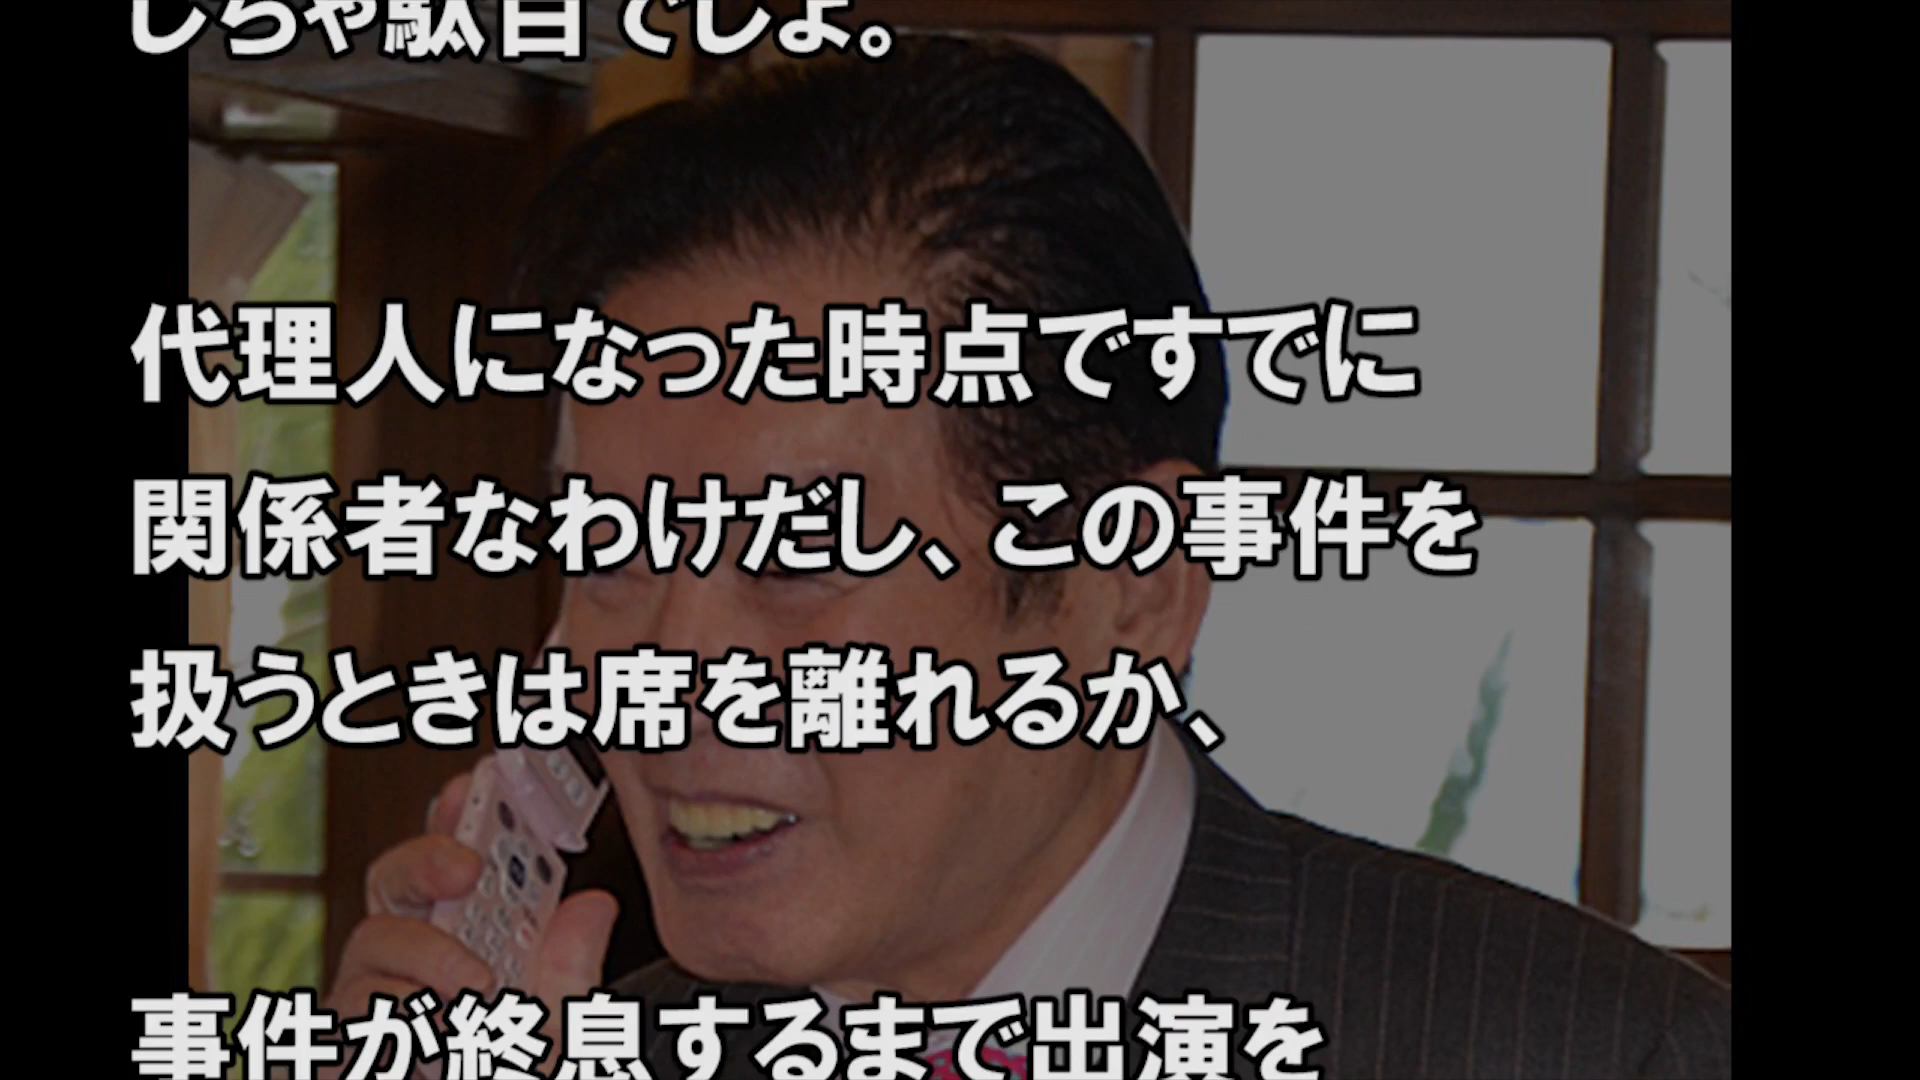 しちゃ駄目でしょ。
代理人になった時点ですでに
関係者なわけだし、この事件を
扱うときは席を離れるか、
事件が終息するまで出演を